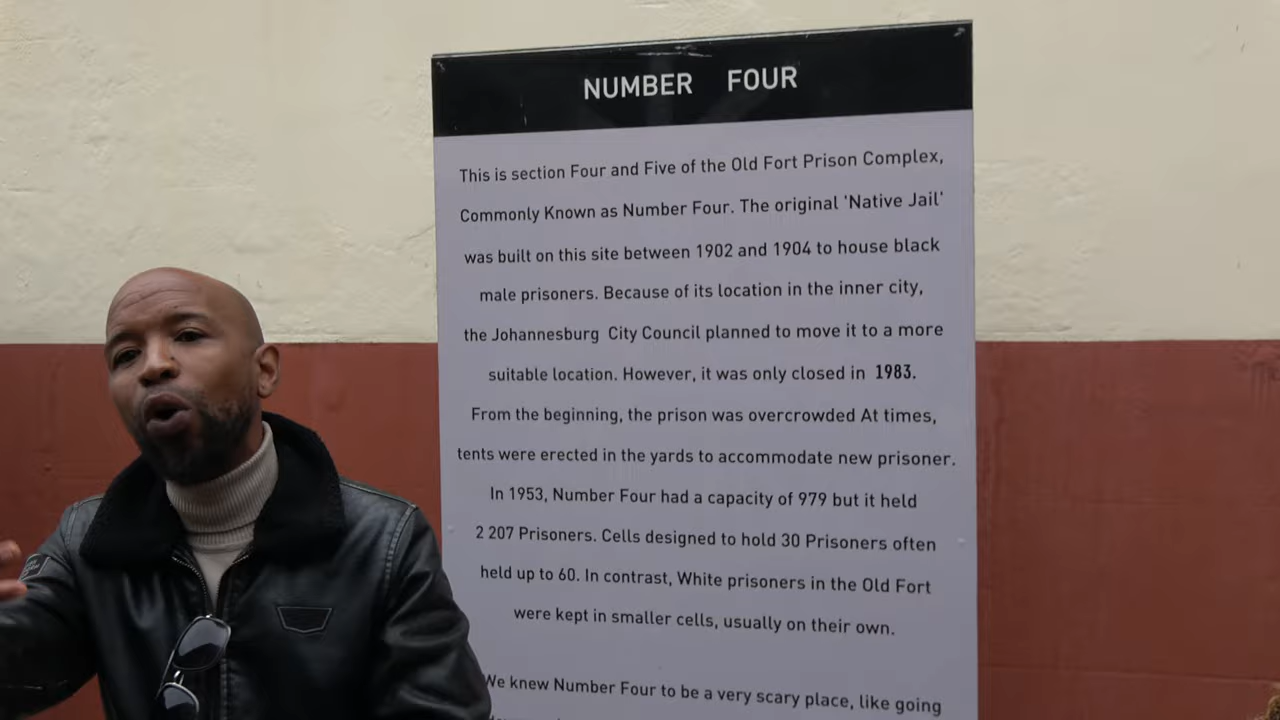 NUMBER FOUR
This is section Four and Five of the Old Fort Prison Complex,
Commonly Known as Number Four. The original 'Native Jail'
was built on this site between 1902 and 1904 to house black
male prisoners. Because of its location in the inner city,
the Johannesburg City Council planned to move it to a more
suitable location. However, it was only closed in 1983.
From the beginning, the prison was overcrowded At times,
tents were erected in the yards to accommodate new prisoner.
In 1953, Number Four had a capacity of 979 but it held
2 207 Prisoners. Cells designed to hold 30 Prisoners often
held up to 60. In contrast, White prisoners in the Old Fort
were kept in smaller cells, usually on their own.
We knew Number Four to be a very scary place, like going